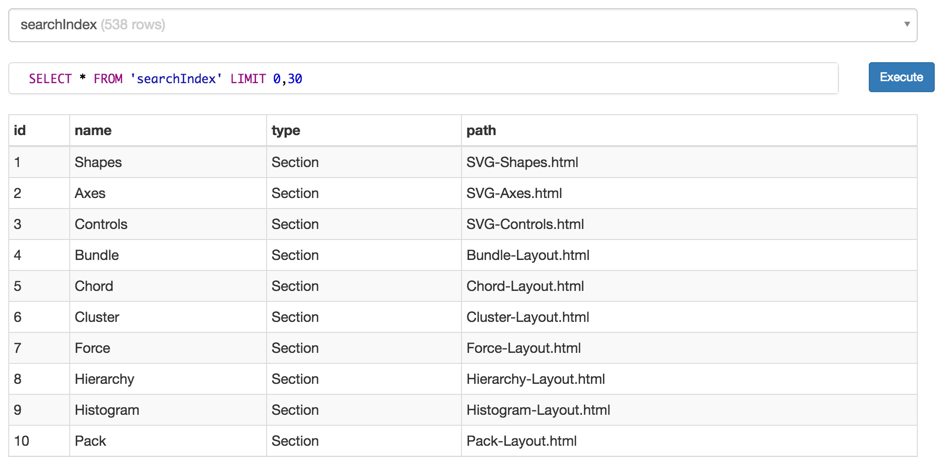 searchIndex (538 rows)
SELECT * FROM 'searchIndex' LIMIT 0,30
Execute
id name type path
1 Shapes Section SVG-Shapes.html
2 Axes Section SVG-Axes.html
3 Controls Section SVG-Controls.html
4 Bundle Section Bundle-Layout.html
5 Chord Section Chord-Layout.html
6 Cluster Section Cluster-Layout.html
7 Force Section Force-Layout.html
8 Hierarchy Section Hierarchy-Layout.html
9 Histogram Section Histogram-Layout.html
10 Pack Section Pack-Layout.html